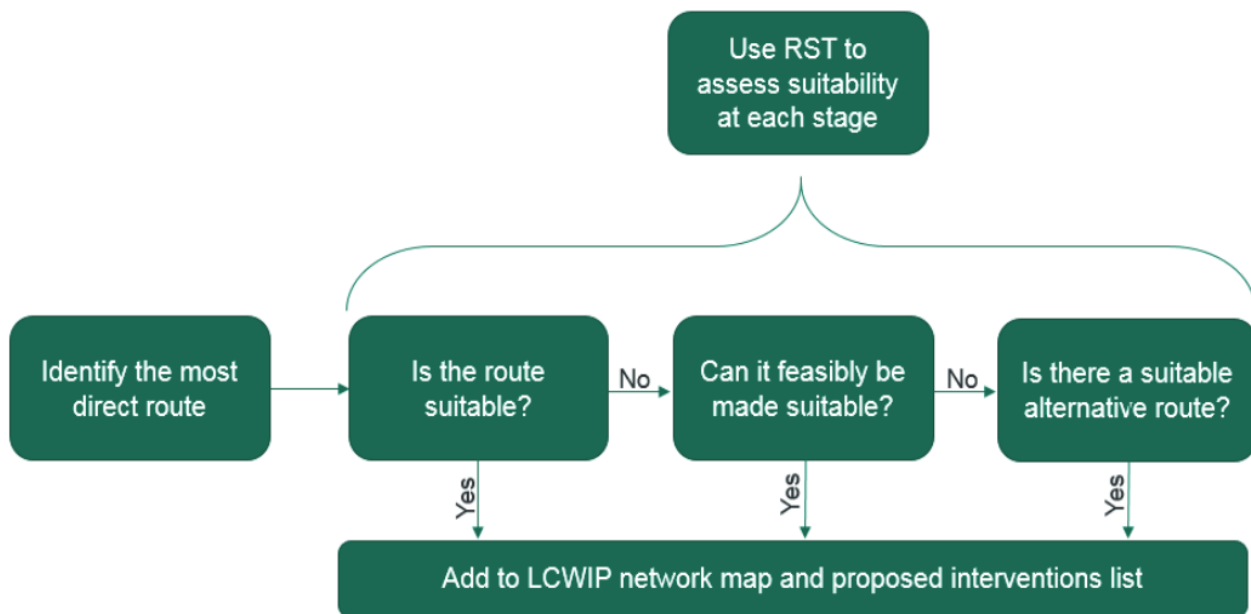 Use RST to
assess suitability
at each stage
Identify the most
direct route
Is the route
suitable?
No
Can it feasibly be
made suitable?
No
Is there a suitable
alternative route?
Yes
Yes
Yes
Add to LCWIP network map and proposed interventions list